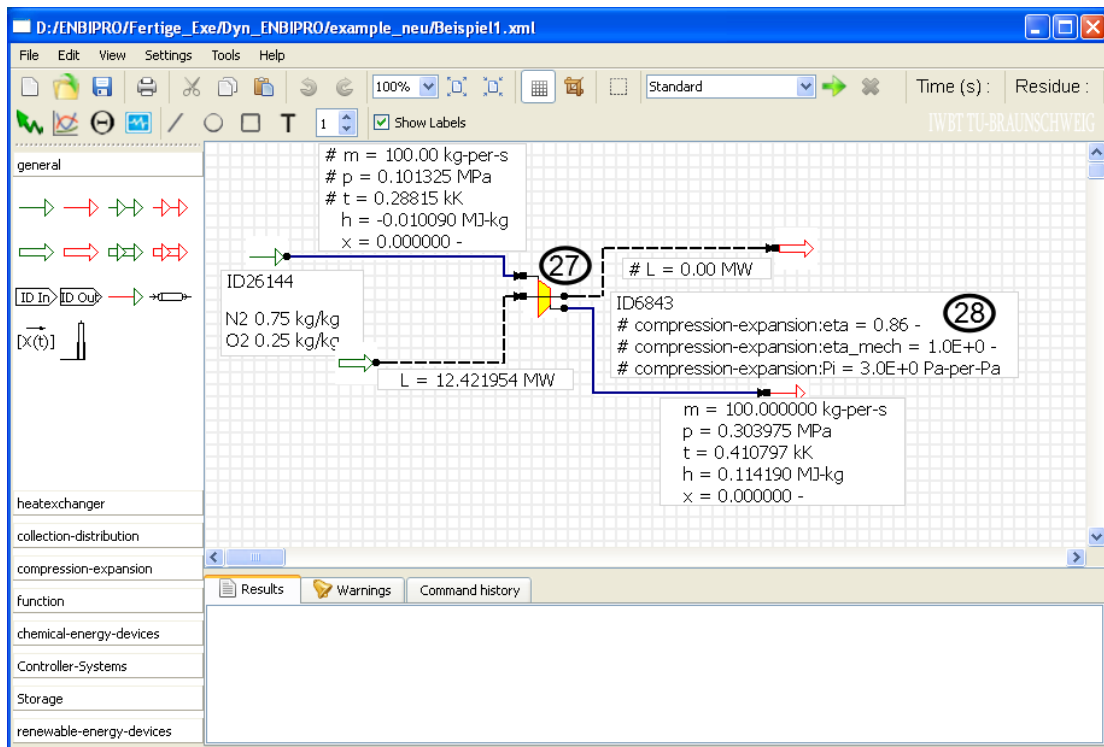 D:/ENBIPRO/Fertige_Exe/Dyn_ENBIPRO/example_neu/Beispiel1.xml
File Edit View Settings Tools Help
100% Standard Time (s) : Residue :
T 1 Show Labels IWBT TU-BRAUNSCHWEIG
general
ID In ID Out
[X(t)]
heatexchanger
collection-distribution
compression-expansion
function
chemical-energy-devices
Controller-Systems
Storage
renewable-energy-devices
# m = 100.00 kg-per-s
# p = 0.101325 MPa
# t = 0.28815 kK
h = -0.010090 MJ-kg
x = 0.000000 -
ID26144
N2 0.75 kg/kg
O2 0.25 kg/kg
L = 12.421954 MW
27
# L = 0.00 MW
ID6843
28
# compression-expansion:eta = 0.86 -
# compression-expansion:eta_mech = 1.0E+0 -
# compression-expansion:Pi = 3.0E+0 Pa-per-Pa
m = 100.000000 kg-per-s
p = 0.303975 MPa
t = 0.410797 kK
h = 0.114190 MJ-kg
x = 0.000000 -
Results Warnings Command history